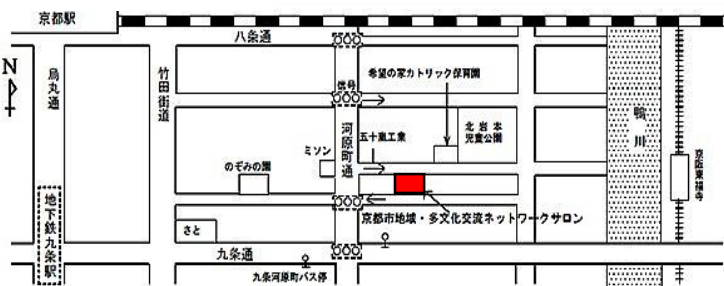 京都駅
八条通
N
烏丸通
竹田街道
信号
希望の家カトリック保育園
河原町通
五十嵐工業
北岩本
児童公園
鴨川
ミソン
のぞみの園
京阪東福寺
京都市地域・多文化交流ネットワークサロン
地下鉄九条駅
さと
九条通
九条河原町バス停